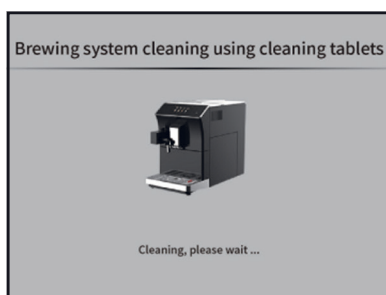 Brewing system cleaning using cleaning tablets
Cleaning, please wait ...